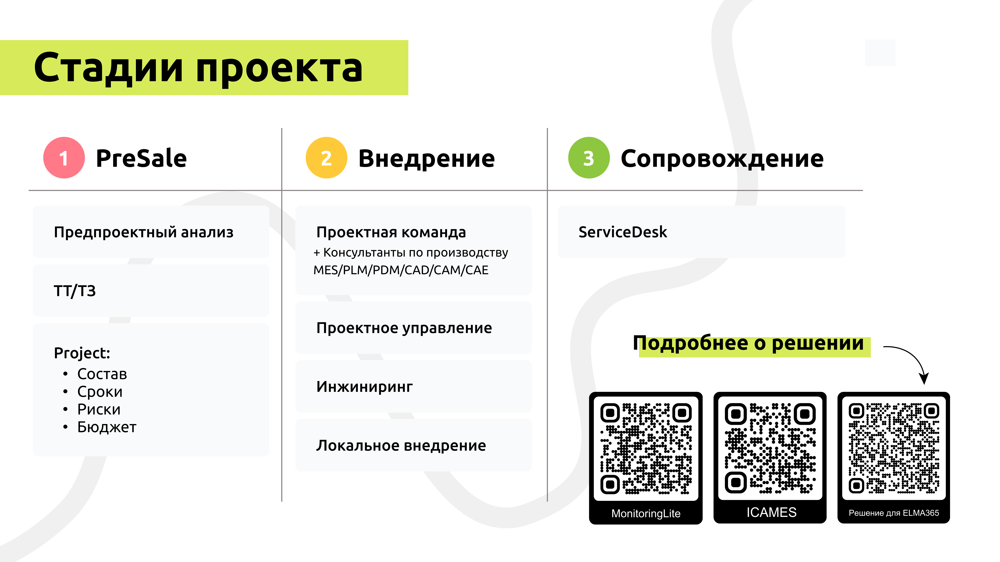 Стадии проекта
1 PreSale
Предпроектный анализ
ТТ/ТЗ
Project:
• Состав
• Сроки
• Риски
• Бюджет
2 Внедрение
Проектная команда
+ Консультанты по производству
MES/PLM/PDM/CAD/CAM/CAE
Проектное управление
Инжиниринг
Локальное внедрение
3 Сопровождение
ServiceDesk
Подробнее о решении
MonitoringLite
ICAMES
Решение для ELMA365